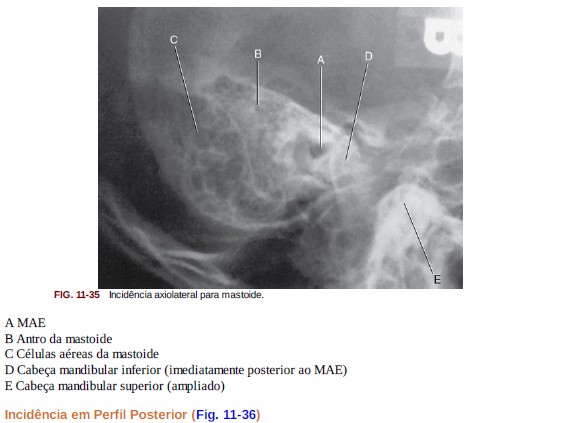 C
B
A
D
B
E
FIG. 11-35 Incidência axiolateral para mastoide.
A MAE
B Antro da mastoide
C Células aéreas da mastoide
D Cabeça mandibular inferior (imediatamente posterior ao MAE)
E Cabeça mandibular superior (ampliado)
Incidência em Perfil Posterior (Fig. 11-36)